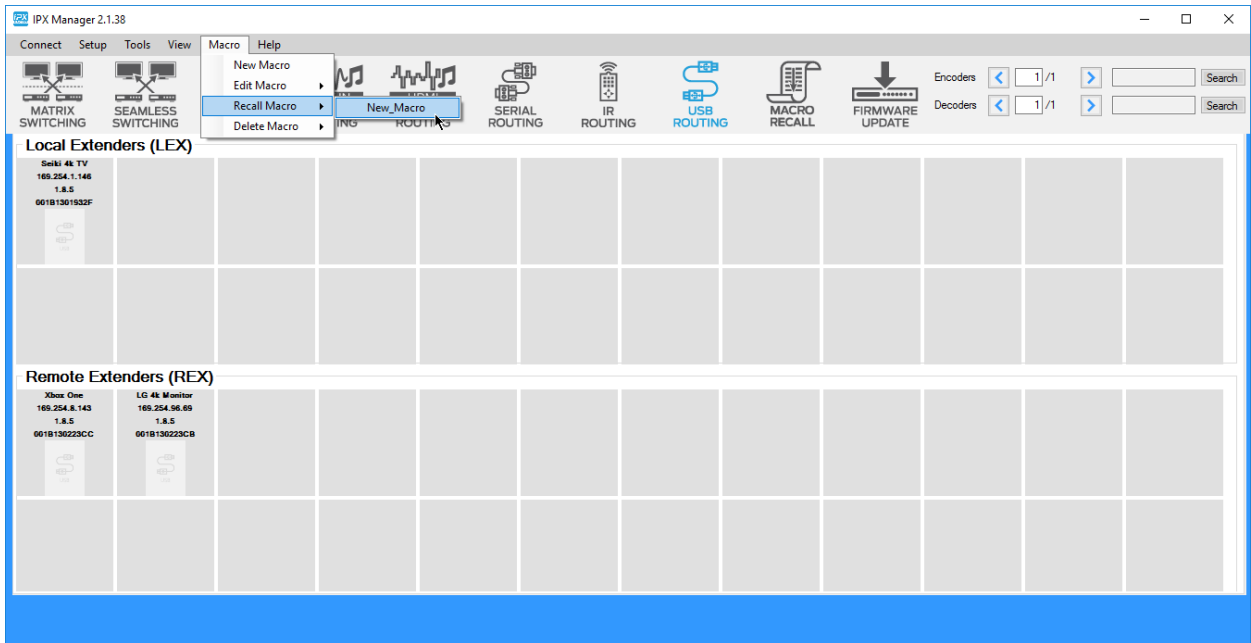 IPX IPX Manager 2.1.38
Connect Setup Tools View Macro Help
New Macro
Edit Macro
Recall Macro
Delete Macro
New_Macro
MATRIX
SWITCHING
SEAMLESS
SWITCHING
ING
ROUTING
SERIAL
ROUTING
IR
ROUTING
USB
ROUTING
MACRO
RECALL
FIRMWARE
UPDATE
Encoders 1 /1 Search
Decoders 1 /1 Search
Local Extenders (LEX)
Seiki 4k TV
169.254.1.146
1.8.5
001B1301932F
Remote Extenders (REX)
Xbox One
169.254.8.143
1.8.5
001B130223CC
LG 4k Monitor
169.254.96.69
1.8.5
001B130223CB